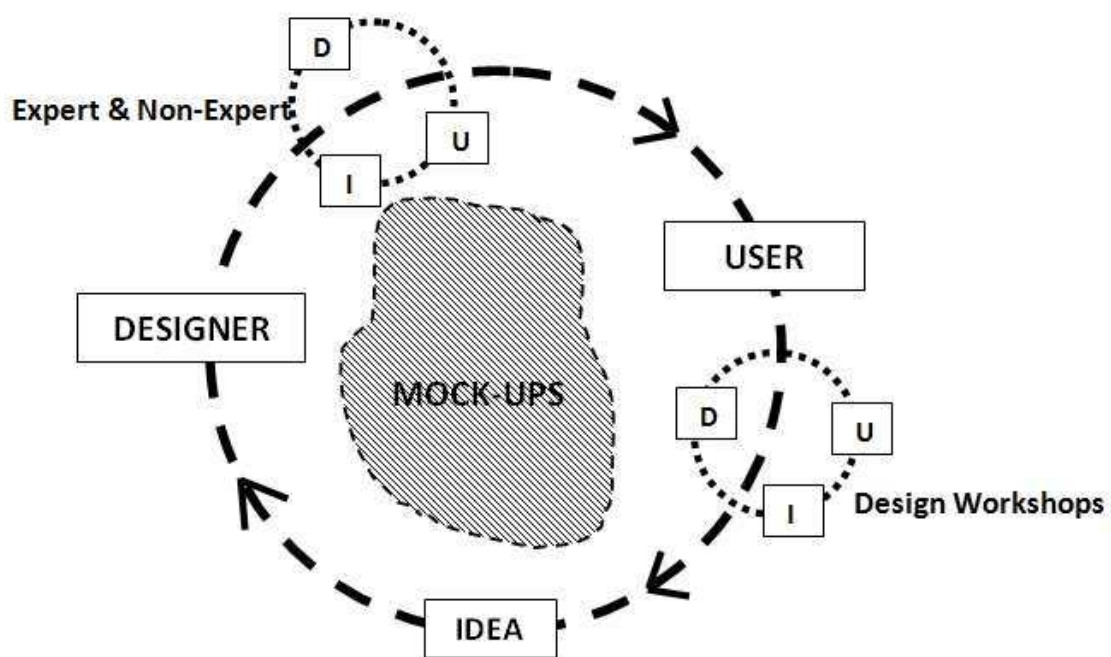 D
Expert & Non-Expert
U
I
USER
DESIGNER
MOCK-UPS
D
U
I
Design Workshops
IDEA